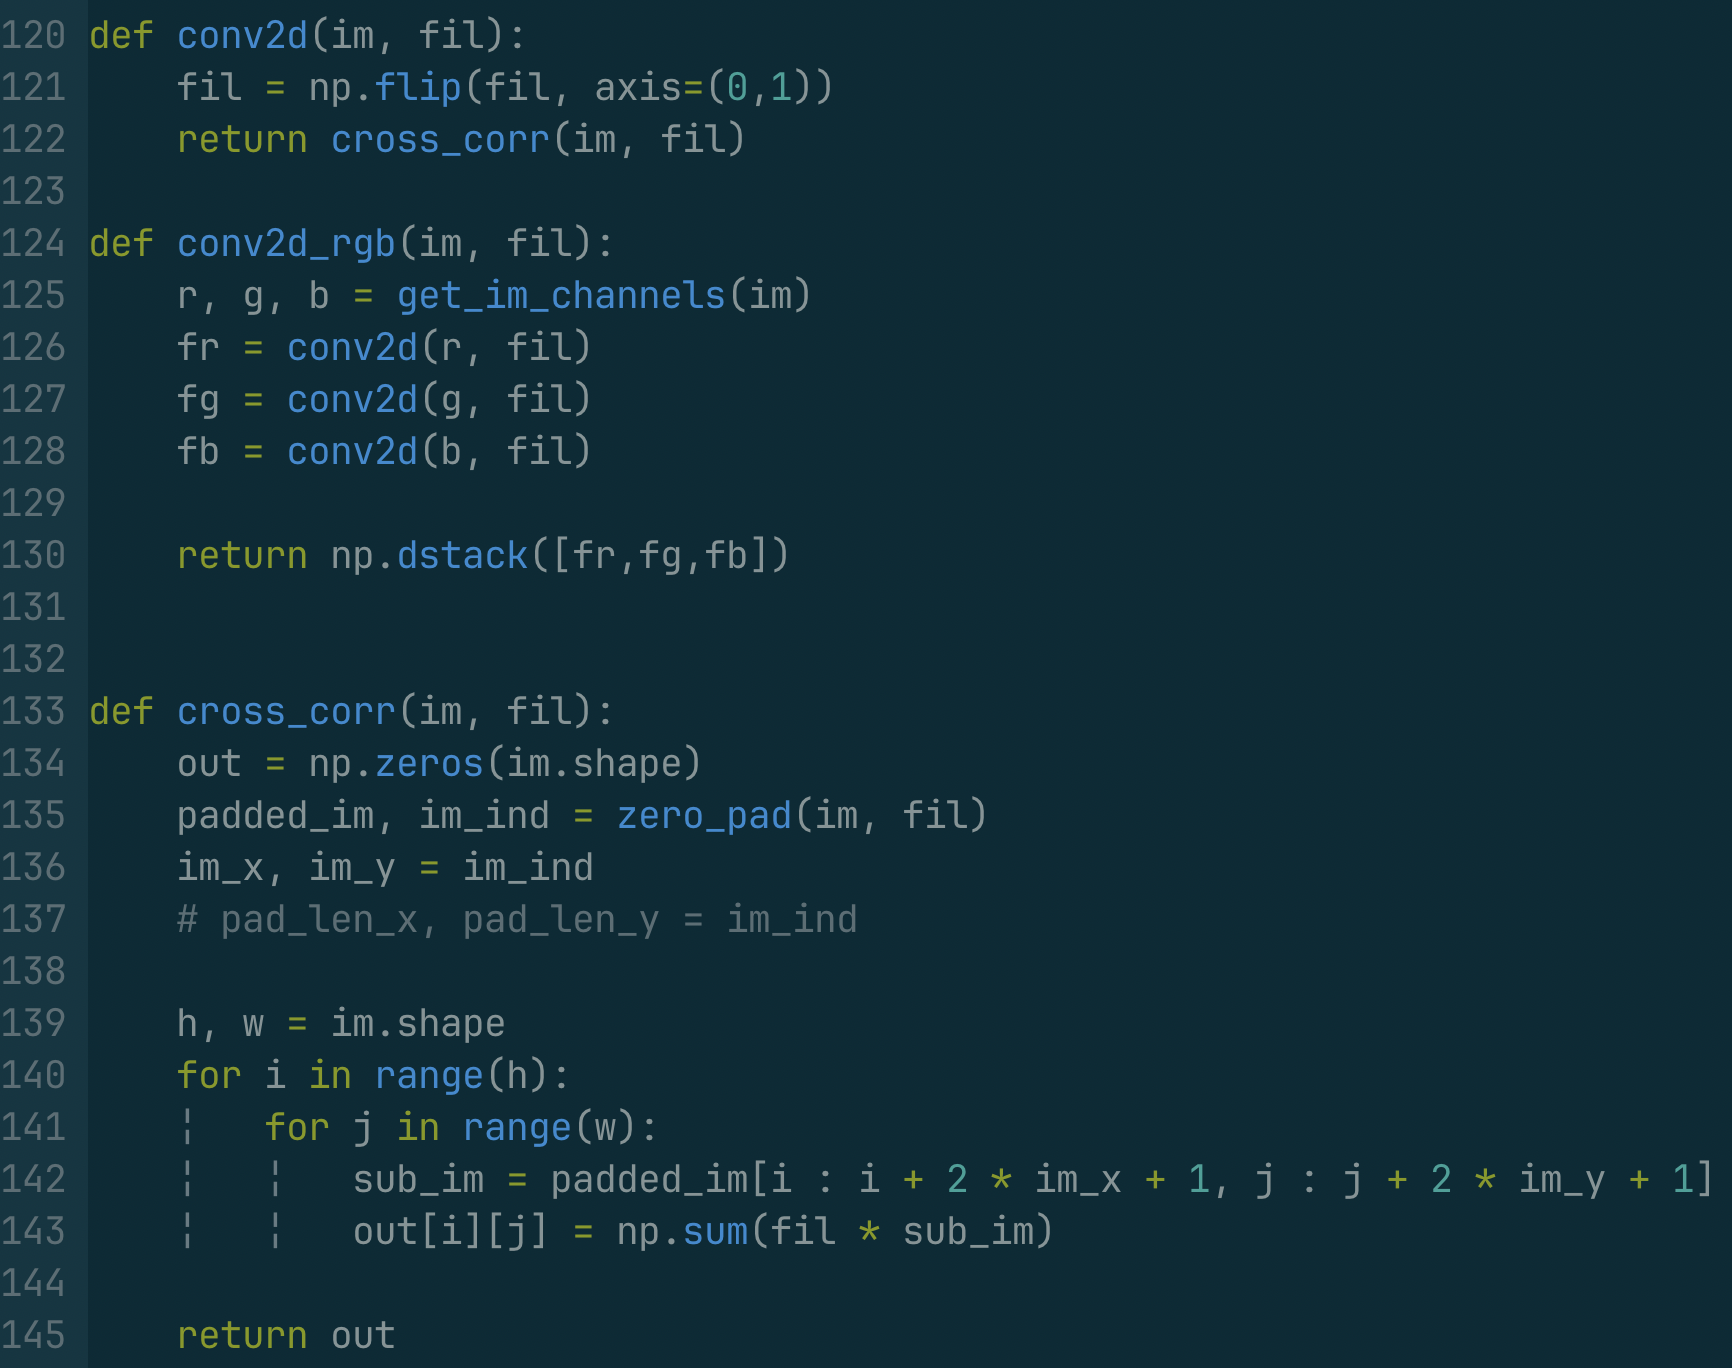 120 def conv2d(im, fil):
121     fil = np.flip(fil, axis=(0,1))
122     return cross_corr(im, fil)
123
124 def conv2d_rgb(im, fil):
125     r, g, b = get_im_channels(im)
126     fr = conv2d(r, fil)
127     fg = conv2d(g, fil)
128     fb = conv2d(b, fil)
129
130     return np.dstack([fr,fg,fb])
131
132
133 def cross_corr(im, fil):
134     out = np.zeros(im.shape)
135     padded_im, im_ind = zero_pad(im, fil)
136     im_x, im_y = im_ind
137     # pad_len_x, pad_len_y = im_ind
138
139     h, w = im.shape
140     for i in range(h):
141     ¦   for j in range(w):
142     ¦   ¦   sub_im = padded_im[i : i + 2 * im_x + 1, j : j + 2 * im_y + 1]
143     ¦   ¦   out[i][j] = np.sum(fil * sub_im)
144
145     return out